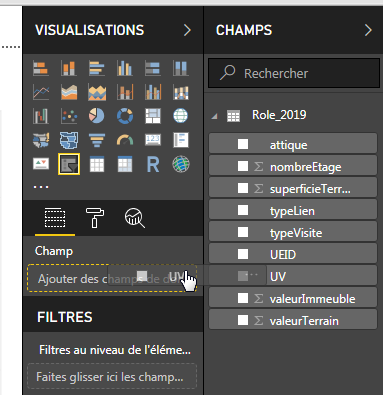 VISUALISATIONS
R
123
...
Champ
Ajouter des champs de d
UV
FILTRES
Filtres au niveau de l'éléme...
Faites glisser ici les champ...
CHAMPS
Rechercher
Role_2019
attique
Σ nombreEtage
Σ superficieTerr...
typeLien
typeVisite
UEID
UV
Σ valeurImmeuble
Σ valeurTerrain